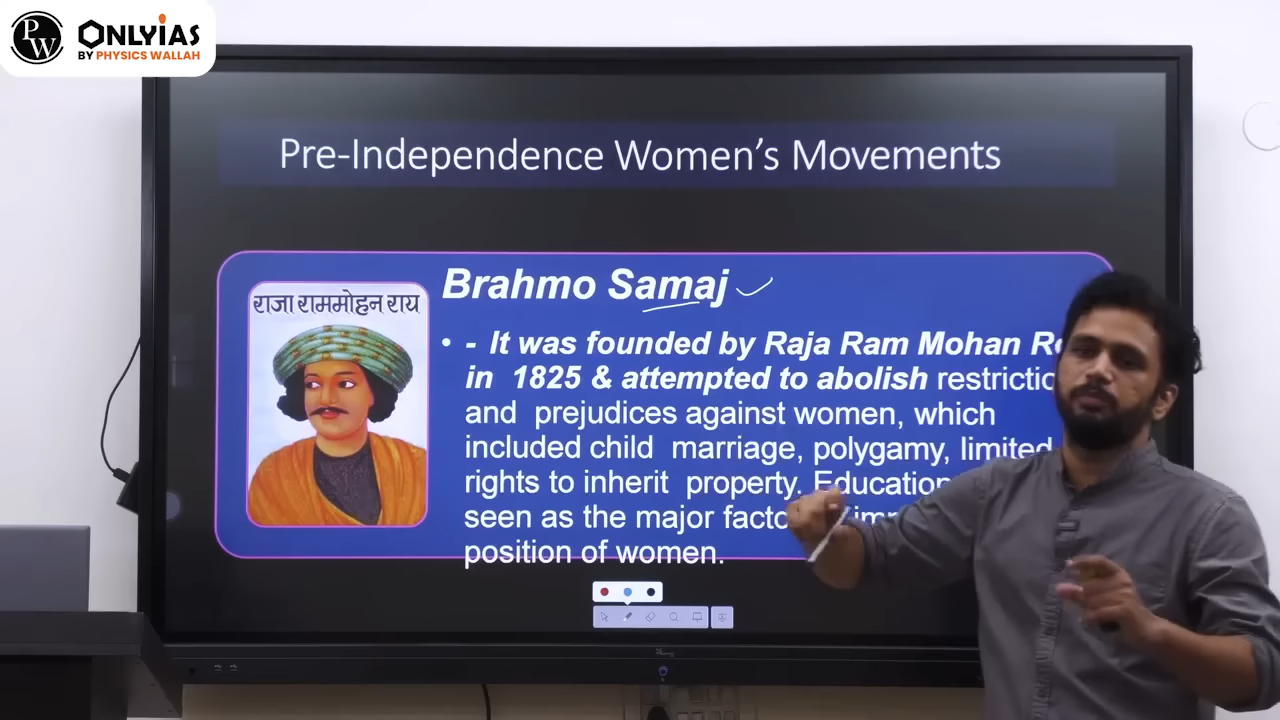 PW
ONLYIAS
BY PHYSICS WALLAH
Pre-Independence Women's Movements
राजा राममोहन राय
Brahmo Samaj
• - It was founded by Raja Ram Mohan
in 1825 & attempted to abolish
and prejudices against women, which
included child marriage, polygamy, limited
rights to inherit property. Education
seen as the major
position of women.